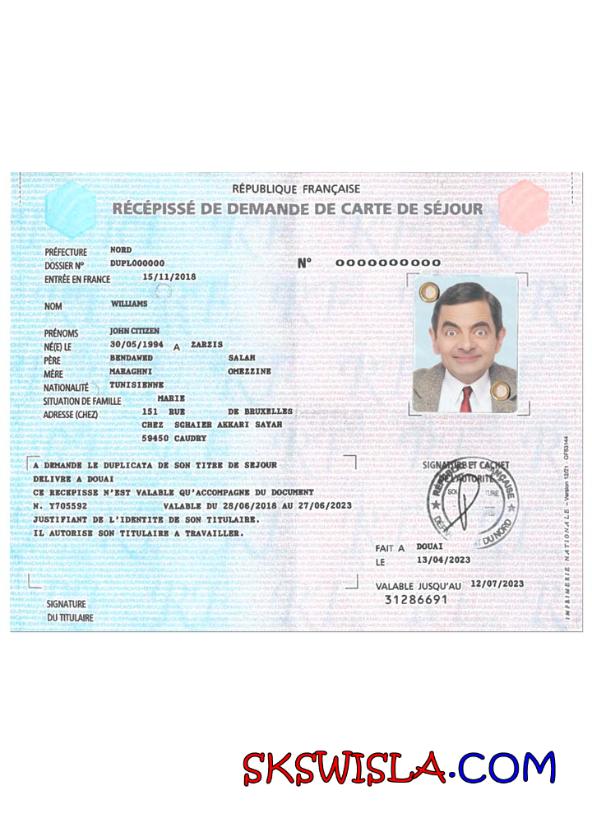 RÉPUBLIQUE FRANÇAISE
RÉCÉPISSÉ DE DEMANDE DE CARTE DE SÉJOUR
PRÉFECTURE NORD
DOSSIER Nº DUPL000000 N° 0000000000
ENTRÉE EN FRANCE 15/11/2018
NOM WILLIAMS
PRÉNOMS JOHN CITIZEN
NÉ(E) LE 30/05/1994 A ZARZIS
PÈRE BENDAWED SALAH
MÈRE MARAGHNI OMEZZINE
NATIONALITÉ TUNISIENNE
SITUATION DE FAMILLE MARIE
ADRESSE (CHEZ) 151 RUE DE BRUXELLES
CHEZ SCHAIER AKKARI SAYAH
59450 CAUDRY
A DEMANDE LE DUPLICATA DE SON TITRE DE SEJOUR
DELIVRE A DOUAI
CE RECEPISSE N'EST VALABLE QU'ACCOMPAGNE DU DOCUMENT
N. Y705592 VALABLE DU 28/06/2018 AU 27/06/2023
JUSTIFIANT DE L'IDENTITE DE SON TITULAIRE.
IL AUTORISE SON TITULAIRE A TRAVAILLER.
SIGNATURE ET CACHET
DE L'AUTORITÉ
DU NORD
FAIT A DOUAI
LE 13/04/2023
VALABLE JUSQU'AU 12/07/2023
31286691
SIGNATURE
DU TITULAIRE
IMPRIMERIE NATIONALE – Version 12/21 - OF63144
SKSWISLA.COM